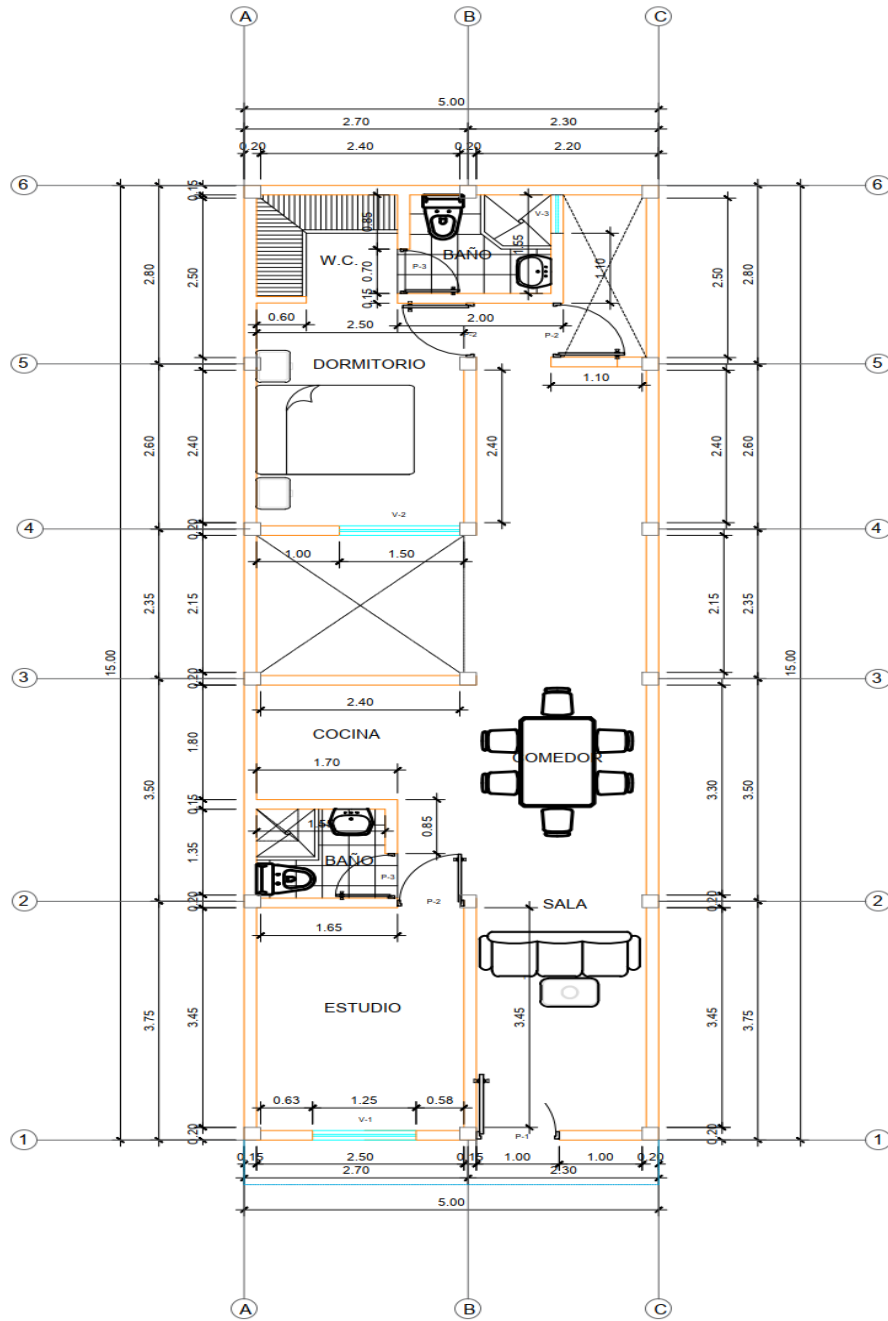 A B C
5.00
2.70 2.30
0.20 2.40 0.20 2.20
6 6
0.15
0.85
V-3
1.55
BAÑO
W.C.
P-3
2.80 2.50 0.70 1.10 2.50 2.80
0.15
0.60 2.00
2.50
P-2 P-2
5 5
DORMITORIO
1.10
2.60 2.40 2.40 2.40 2.60
V-2
4 4
0.20 0.20
1.00 1.50
2.35 2.15 2.15 2.35
15.00 15.00
3 3
0.20 0.20
2.40
COCINA
1.80
COMEDOR
1.70
3.50 0.15 3.30 3.50
0.85
1.35
BAÑO
P-3
P-2
2 2
0.20 0.20
SALA
1.65
ESTUDIO
3.75 3.45 3.45 3.45 3.75
0.63 1.25 0.58
V-1
P-1
1 1
0.20 0.20
0.15 2.50 0.15 1.00 1.00 0.20
2.70 2.30
5.00
A B C